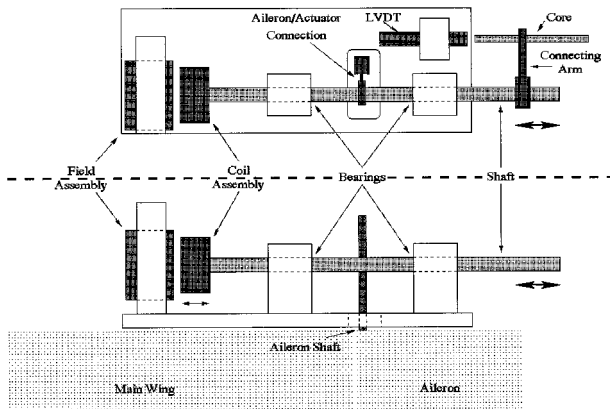 Aileron/Actuator
Connection
LVDT
Core
Connecting
Arm
Field
Assembly
Coil
Assembly
Bearings
Shaft
Aileron Shaft
Main Wing
Aileron